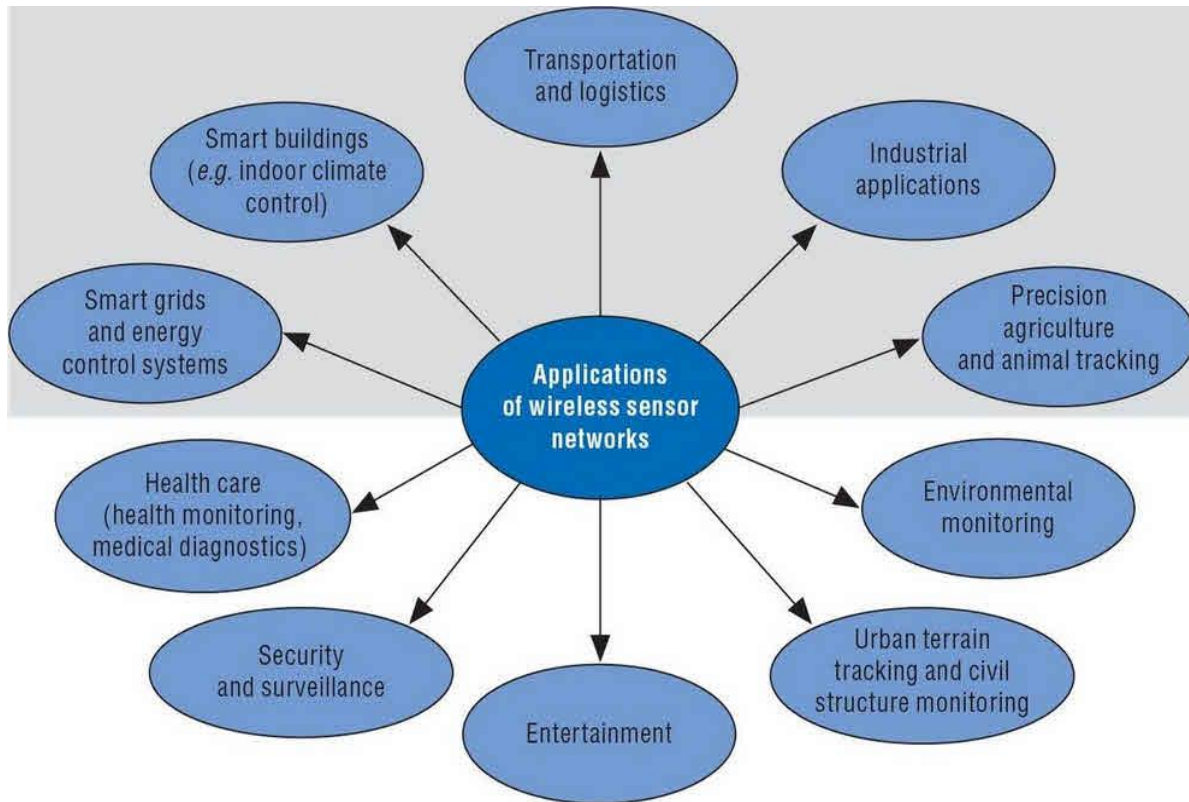 Transportation
and logistics
Smart buildings
(e.g. indoor climate
control)
Industrial
applications
Smart grids
and energy
control systems
Precision
agriculture
and animal tracking
Applications
of wireless sensor
networks
Health care
(health monitoring,
medical diagnostics)
Environmental
monitoring
Security
and surveillance
Urban terrain
tracking and civil
structure monitoring
Entertainment